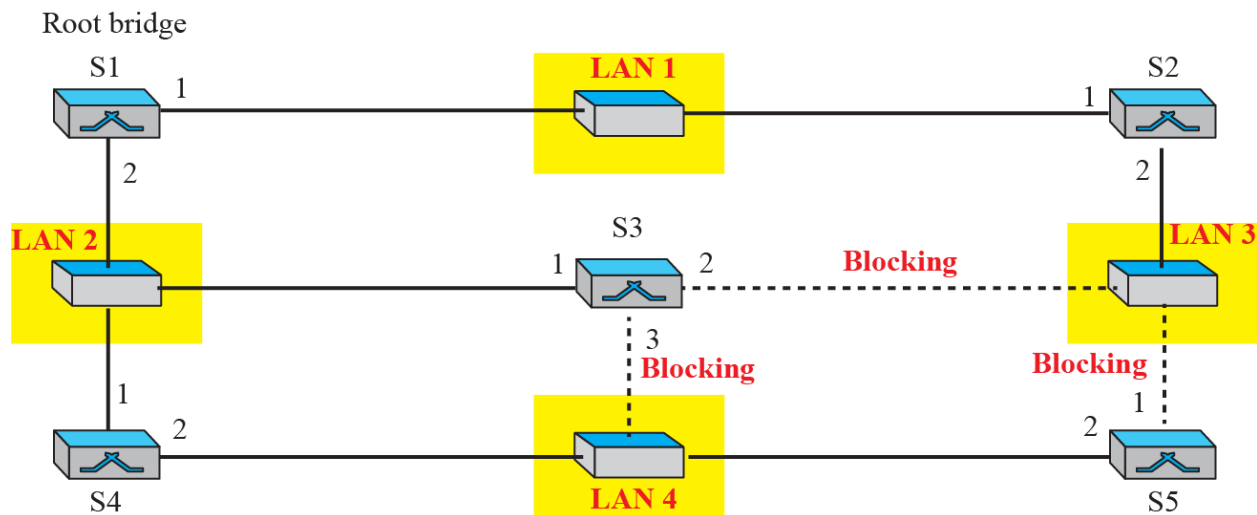 Root bridge
S1
1
LAN 1
1
S2
2
2
LAN 2
S3
LAN 3
1
2
Blocking
3
Blocking
Blocking
1
1
2
2
S4
LAN 4
S5